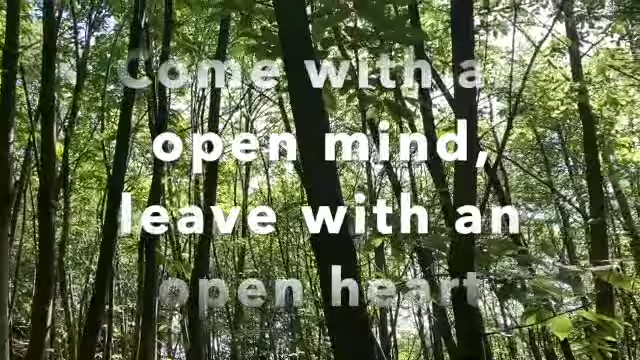 Come with a
open mind,
leave with an
open heart